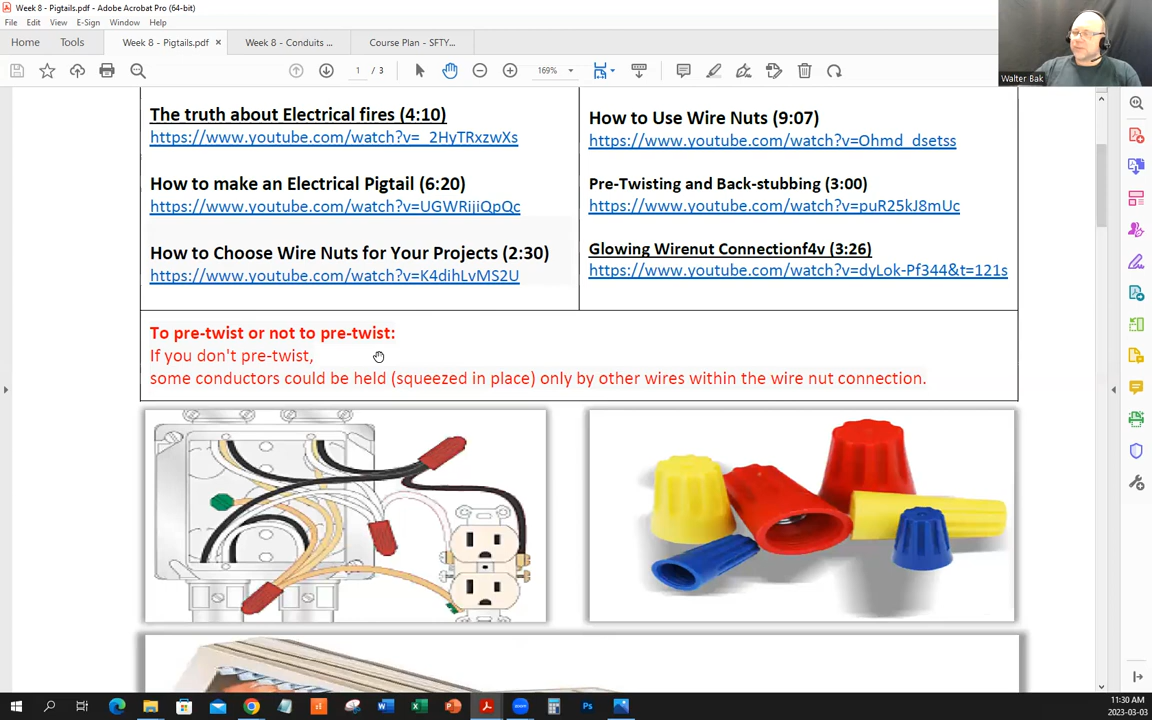 Week 8 - Pigtails.pdf - Adobe Acrobat Pro (64-bit)
File Edit View E-Sign Window Help
Home Tools Week 8 - Pigtails.pdf × Week 8 - Conduits ... Course Plan - SFTY...
1 / 3 169%
Walter Bak
The truth about Electrical fires (4:10)
https://www.youtube.com/watch?v=_2HyTRxzwXs
How to make an Electrical Pigtail (6:20)
https://www.youtube.com/watch?v=UGWRijiQpQc
How to Choose Wire Nuts for Your Projects (2:30)
https://www.youtube.com/watch?v=K4dihLvMS2U
How to Use Wire Nuts (9:07)
https://www.youtube.com/watch?v=Ohmd_dsetss
Pre-Twisting and Back-stubbing (3:00)
https://www.youtube.com/watch?v=puR25kJ8mUc
Glowing Wirenut Connectionf4v (3:26)
https://www.youtube.com/watch?v=dyLok-Pf344&t=121s
To pre-twist or not to pre-twist:
If you don't pre-twist,
some conductors could be held (squeezed in place) only by other wires within the wire nut connection.
11:30 AM
2023-03-03